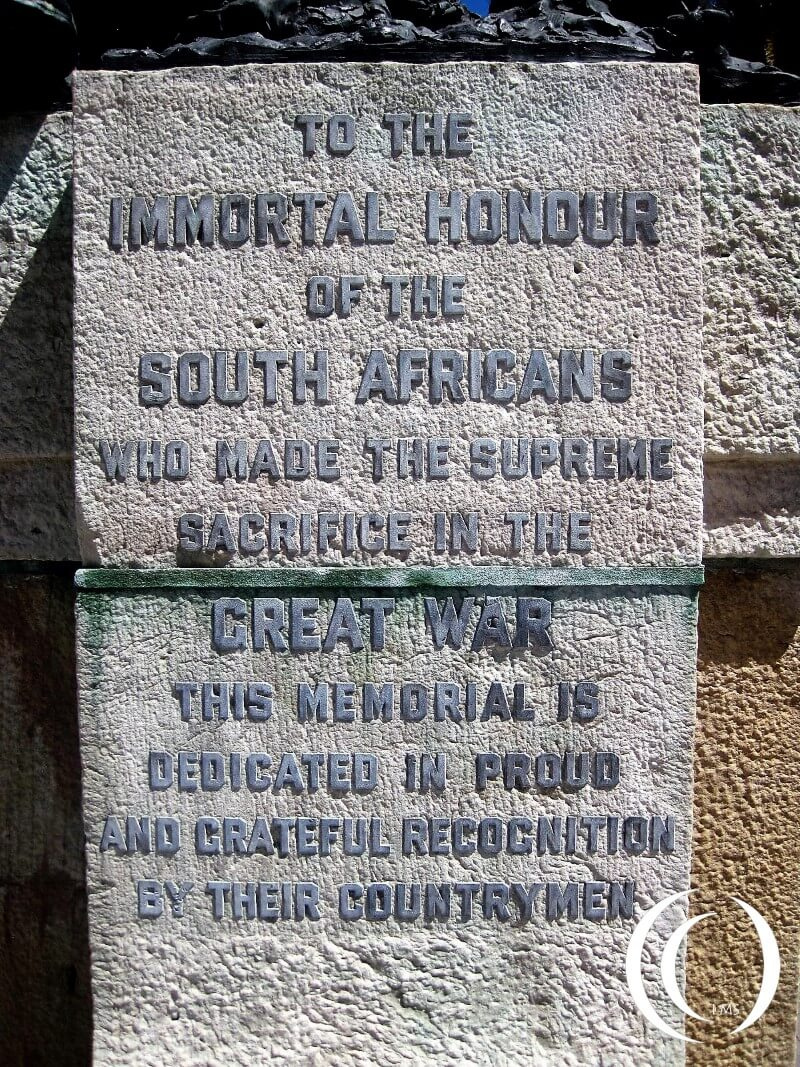 TO THE
IMMORTAL HONOUR
OF THE
SOUTH AFRICANS
WHO MADE THE SUPREME
SACRIFICE IN THE
GREAT WAR
THIS MEMORIAL IS
DEDICATED IN PROUD
AND GRATEFUL RECOGNITION
BY THEIR COUNTRYMEN